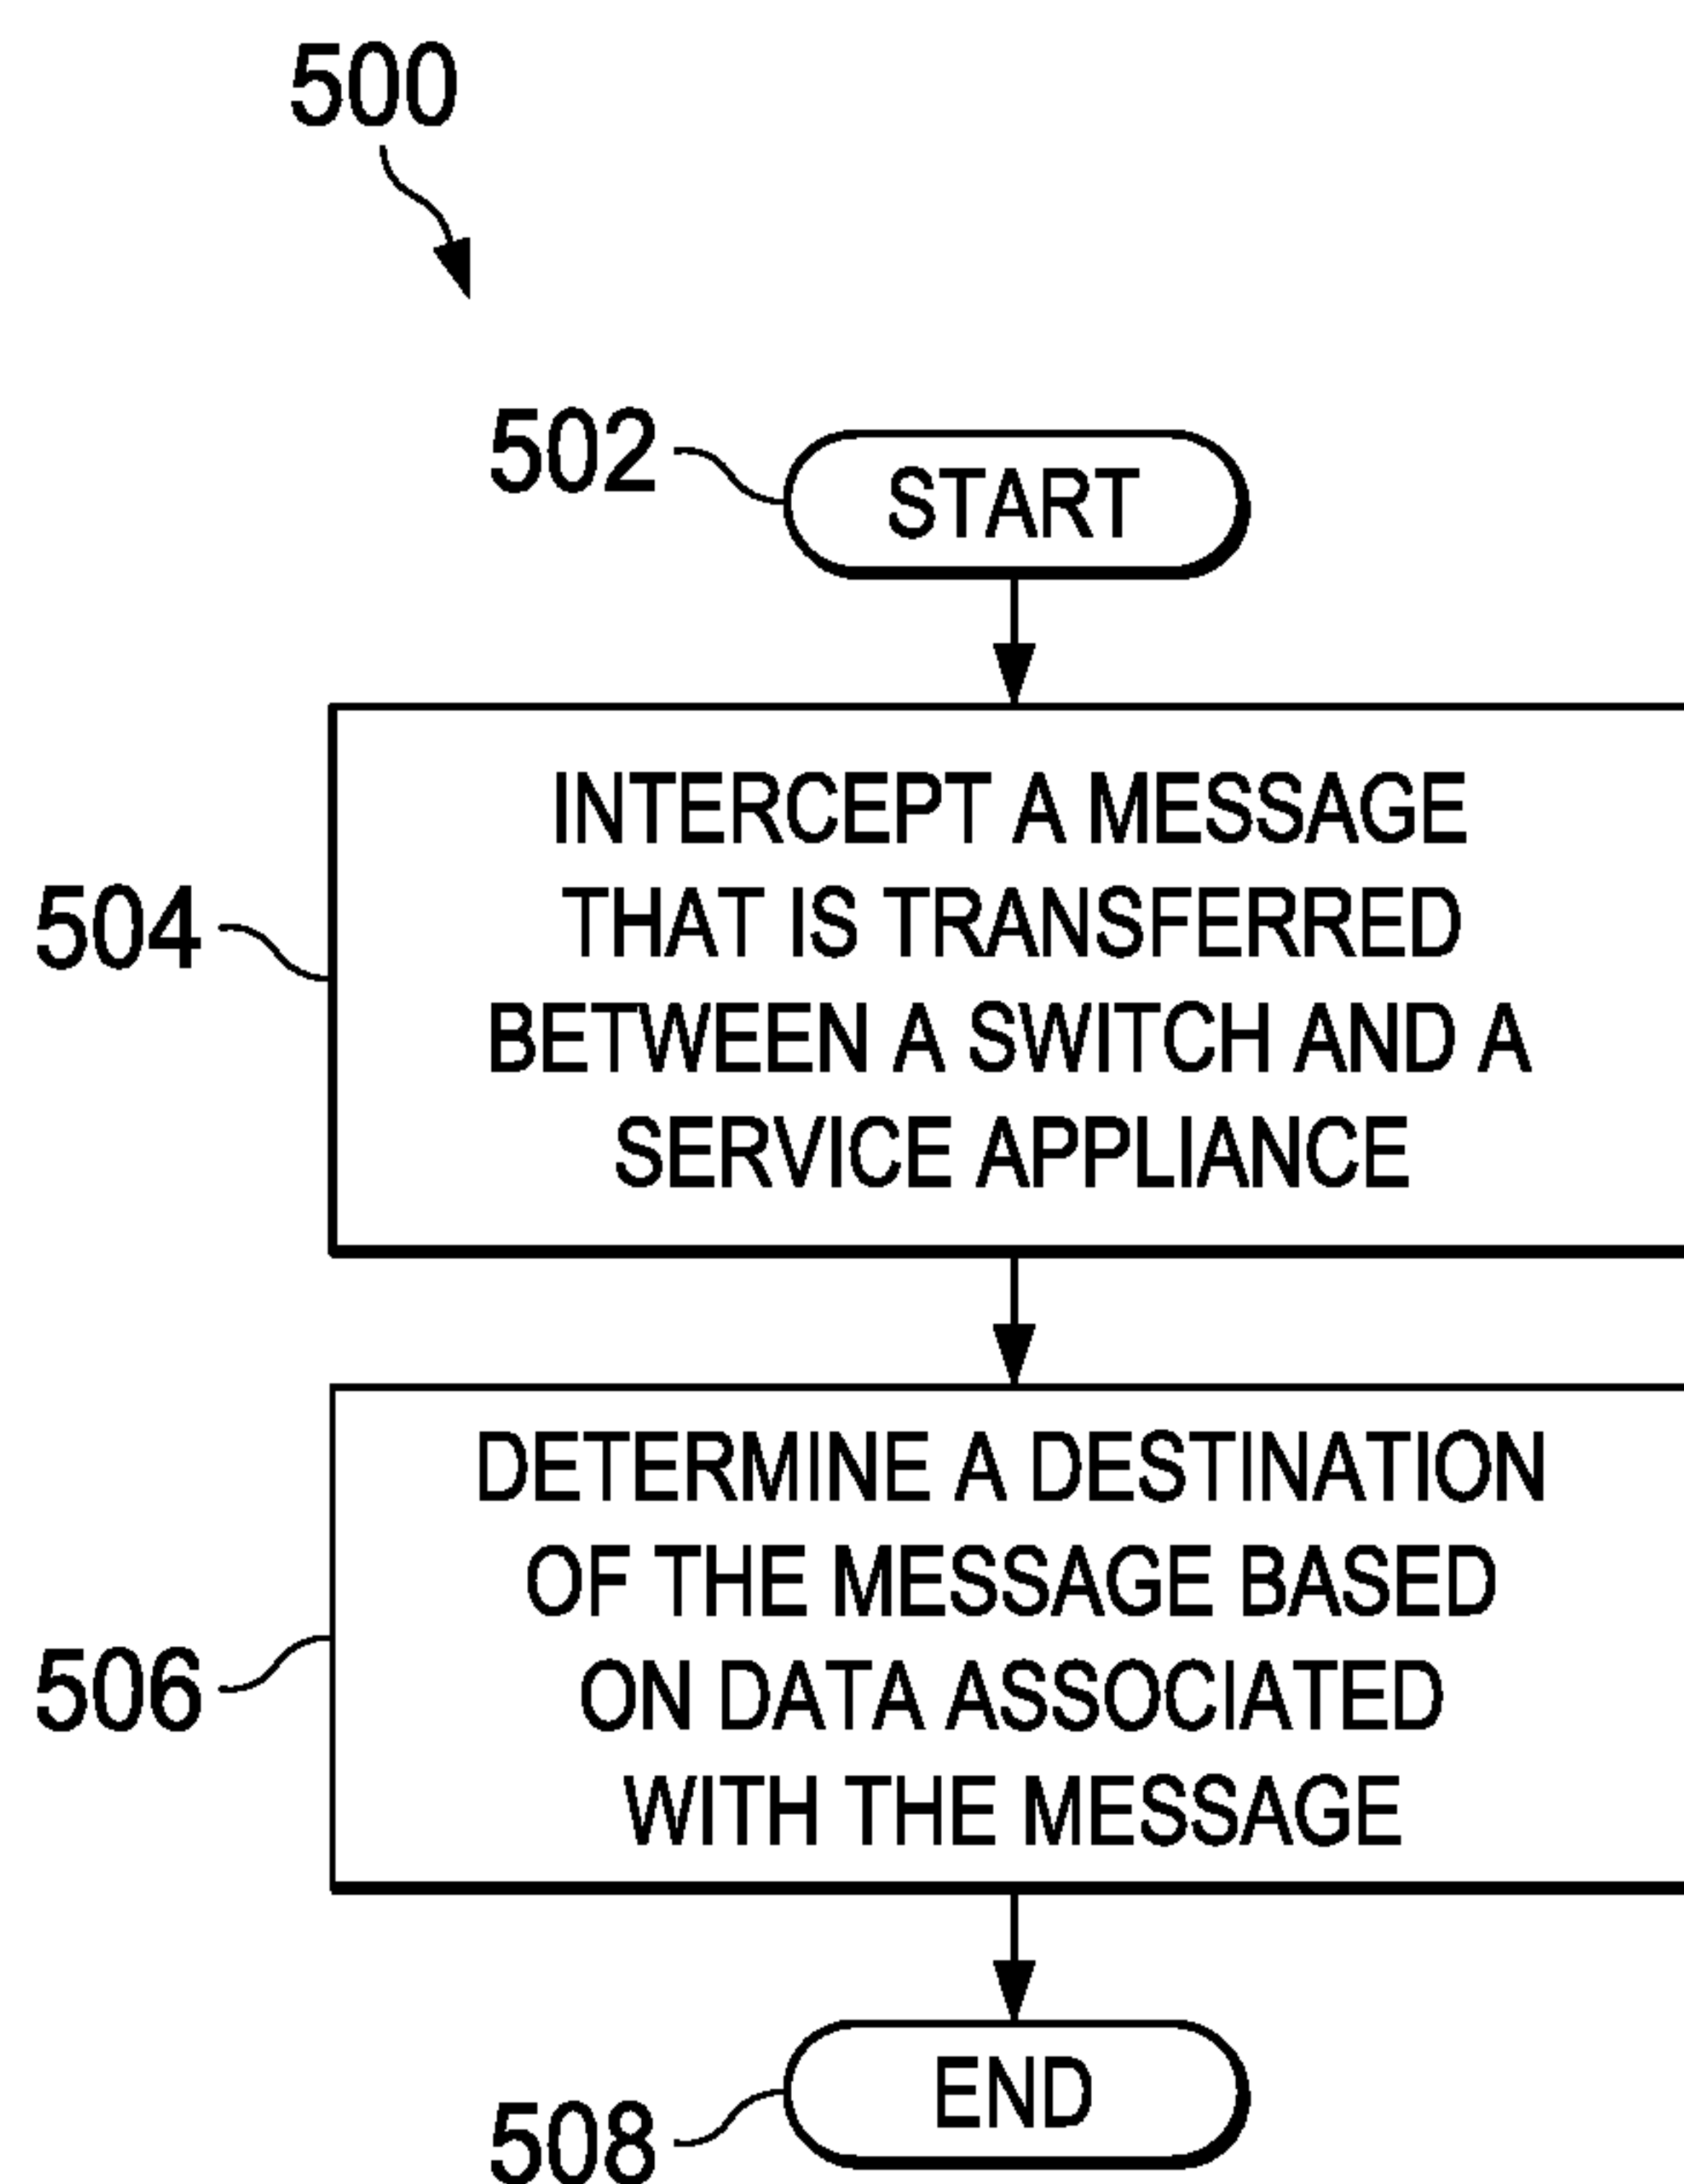 500
502
START
504
INTERCEPT A MESSAGE
THAT IS TRANSFERRED
BETWEEN A SWITCH AND A
SERVICE APPLIANCE
506
DETERMINE A DESTINATION
OF THE MESSAGE BASED
ON DATA ASSOCIATED
WITH THE MESSAGE
508
END